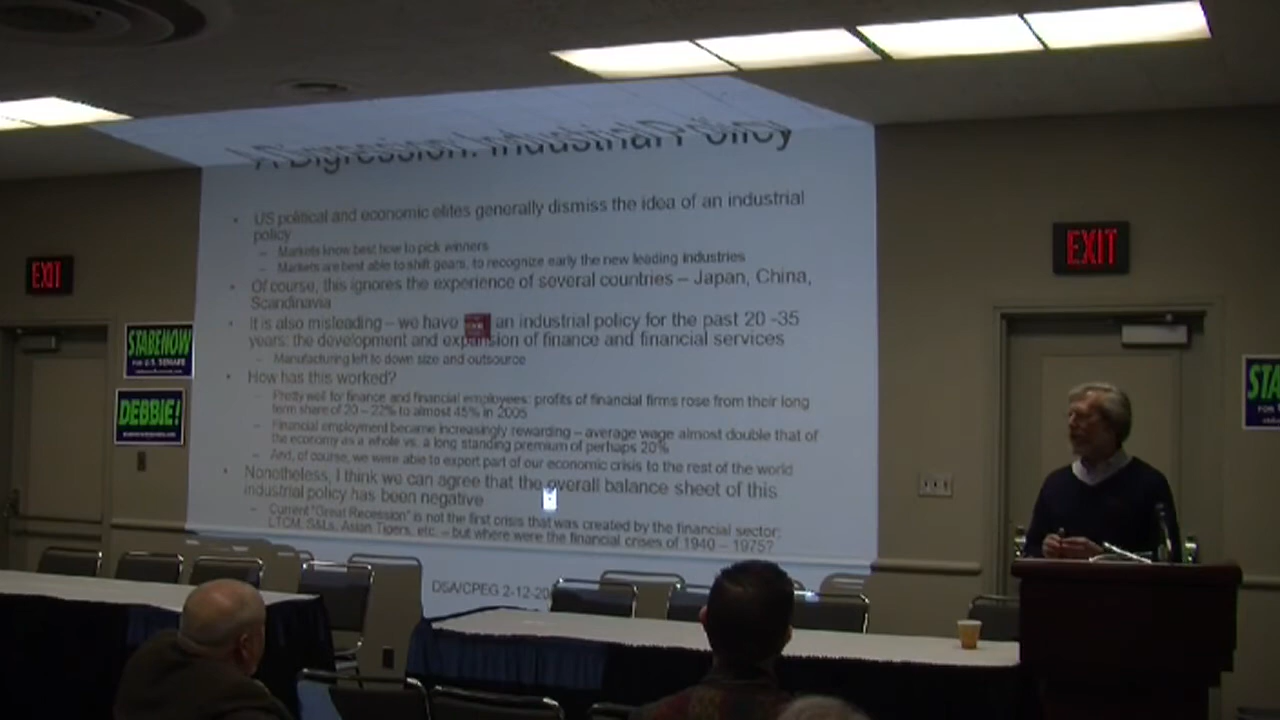 A Digression: Industrial Policy
• US political and economic elites generally dismiss the idea of an industrial
policy
– Markets know best how to pick winners
– Markets are best able to shift gears, to recognize early the new leading industries
• Of course, this ignores the experience of several countries – Japan, China,
Scandinavia
• It is also misleading – we have an industrial policy for the past 20 -35
years: the development and expansion of finance and financial services
– Manufacturing left to down size and outsource
• How has this worked?
– Pretty well for finance and financial employees: profits of financial firms rose from their long
term share of 20 – 22% to almost 45% in 2005
– Financial employment became increasingly rewarding – average wage almost double that of
the economy as a whole vs. a long standing premium of perhaps 20%
– And, of course, we were able to export part of our economic crisis to the rest of the world
• Nonetheless, I think we can agree that the overall balance sheet of this
industrial policy has been negative
– Current "Great Recession" is not the first crisis that was created by the financial sector:
LTCM, S&Ls, Asian Tigers, etc. – but where were the financial crises of 1940 – 1975?
DSA/CPEG 2-12-20
EXIT
EXIT
STABENOW
FOR U.S. SENATE
DEBBIE!
STA
FOR